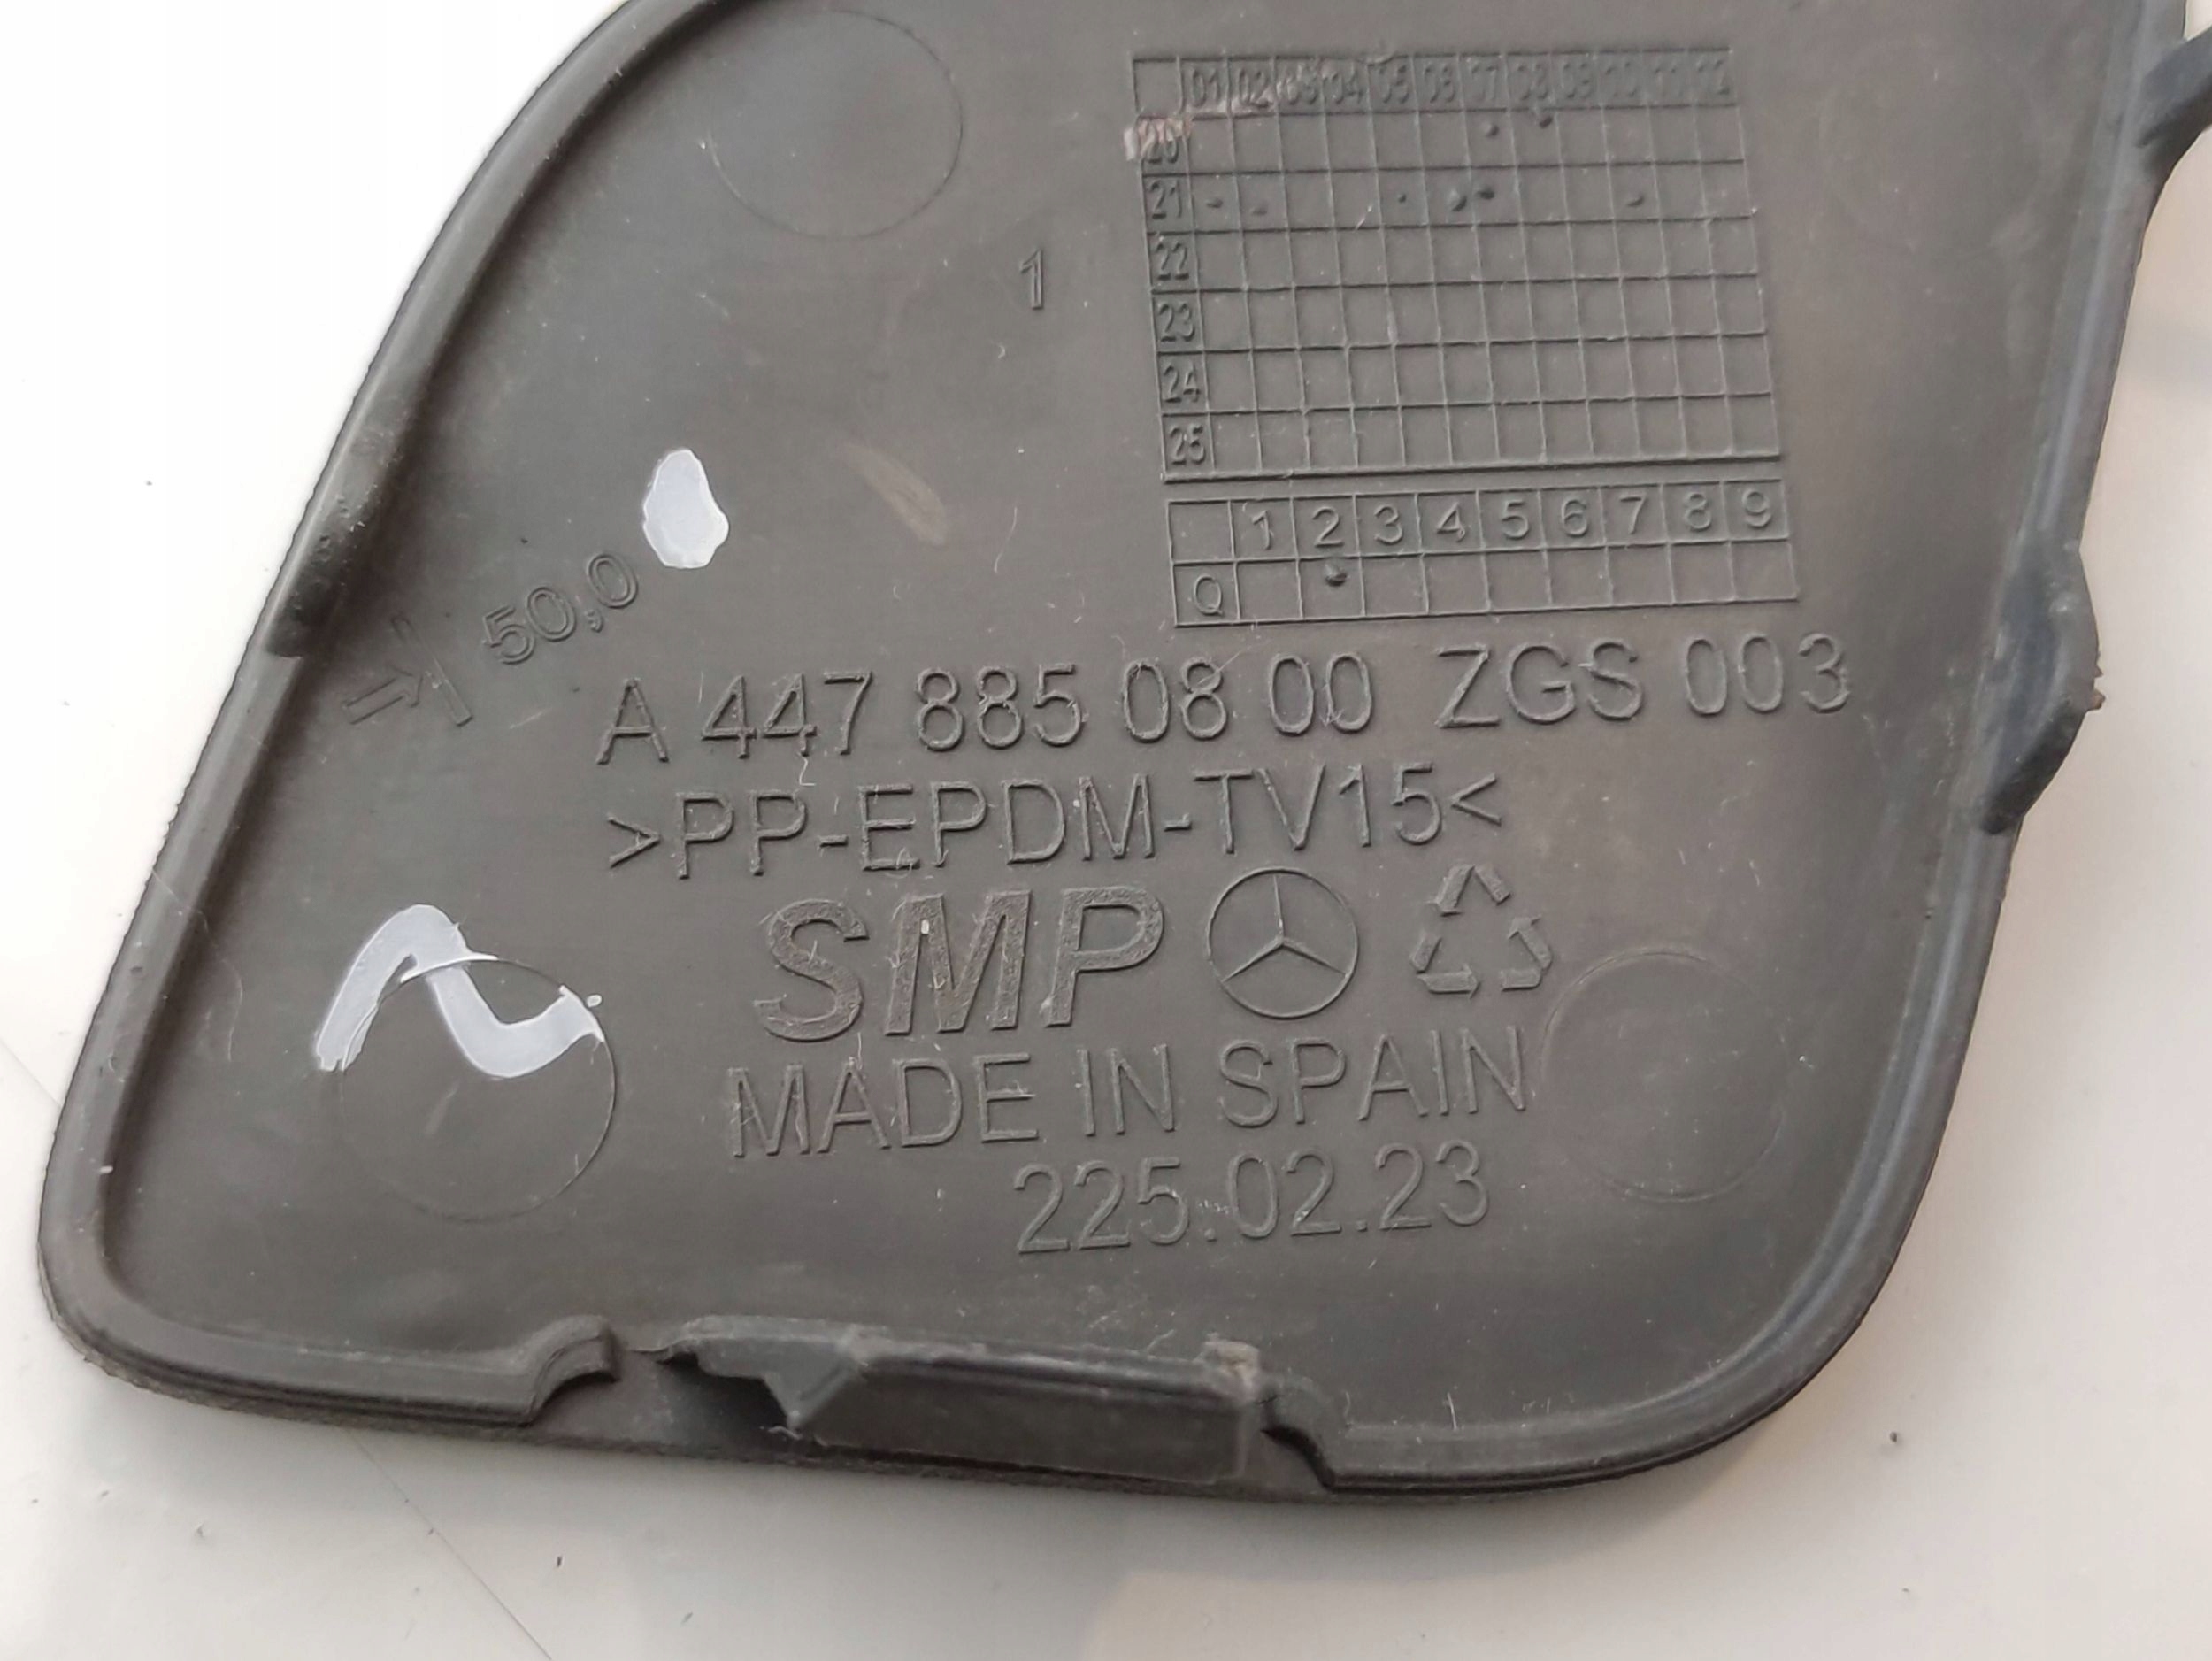 01 02 03 04 05 06 07 08 09 10 11 12
20
21
22
23
24
25
1
1 2 3 4 5 6 7 8 9
Q
50,0
A 447 885 08 00 ZGS 003
>PP-EPDM-TV15<
SMP
MADE IN SPAIN
225.02.23